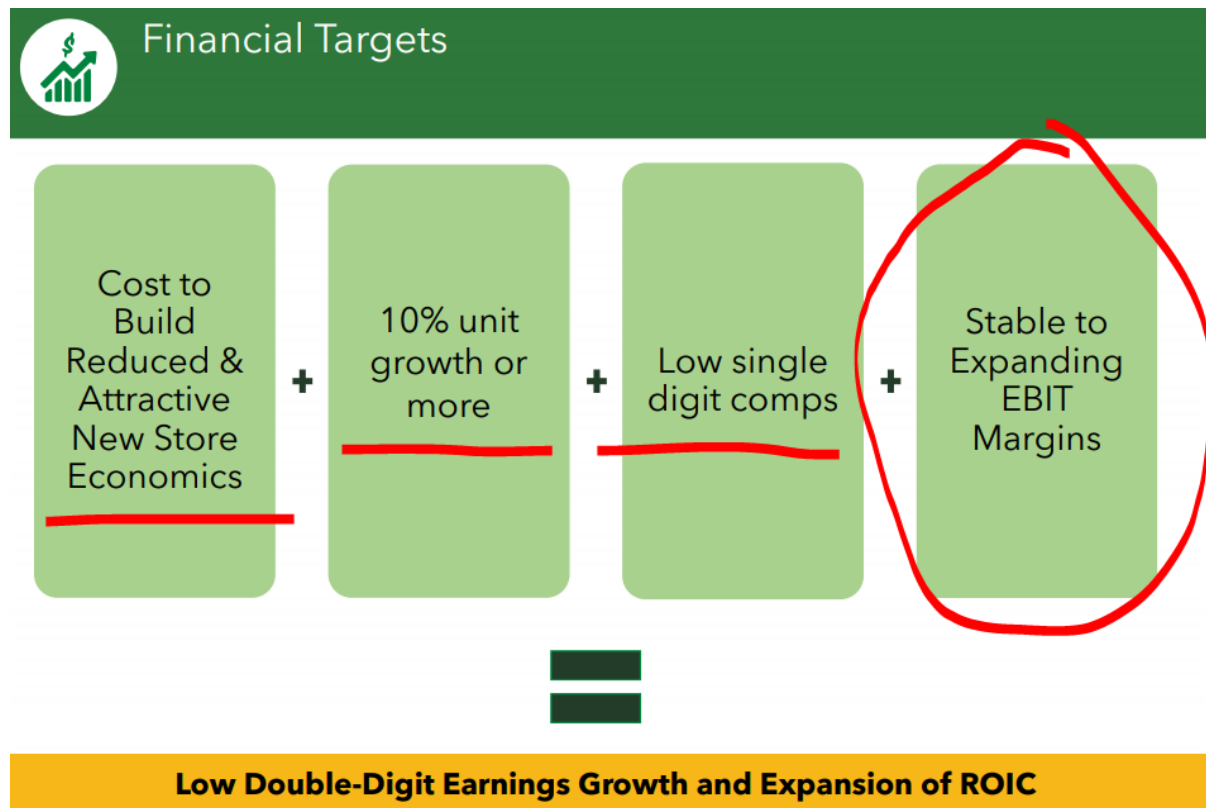 Financial Targets
Cost to
Build
Reduced &
Attractive
New Store
Economics
+
10% unit
growth or
more
+
Low single
digit comps
+
Stable to
Expanding
EBIT
Margins
=
Low Double-Digit Earnings Growth and Expansion of ROIC